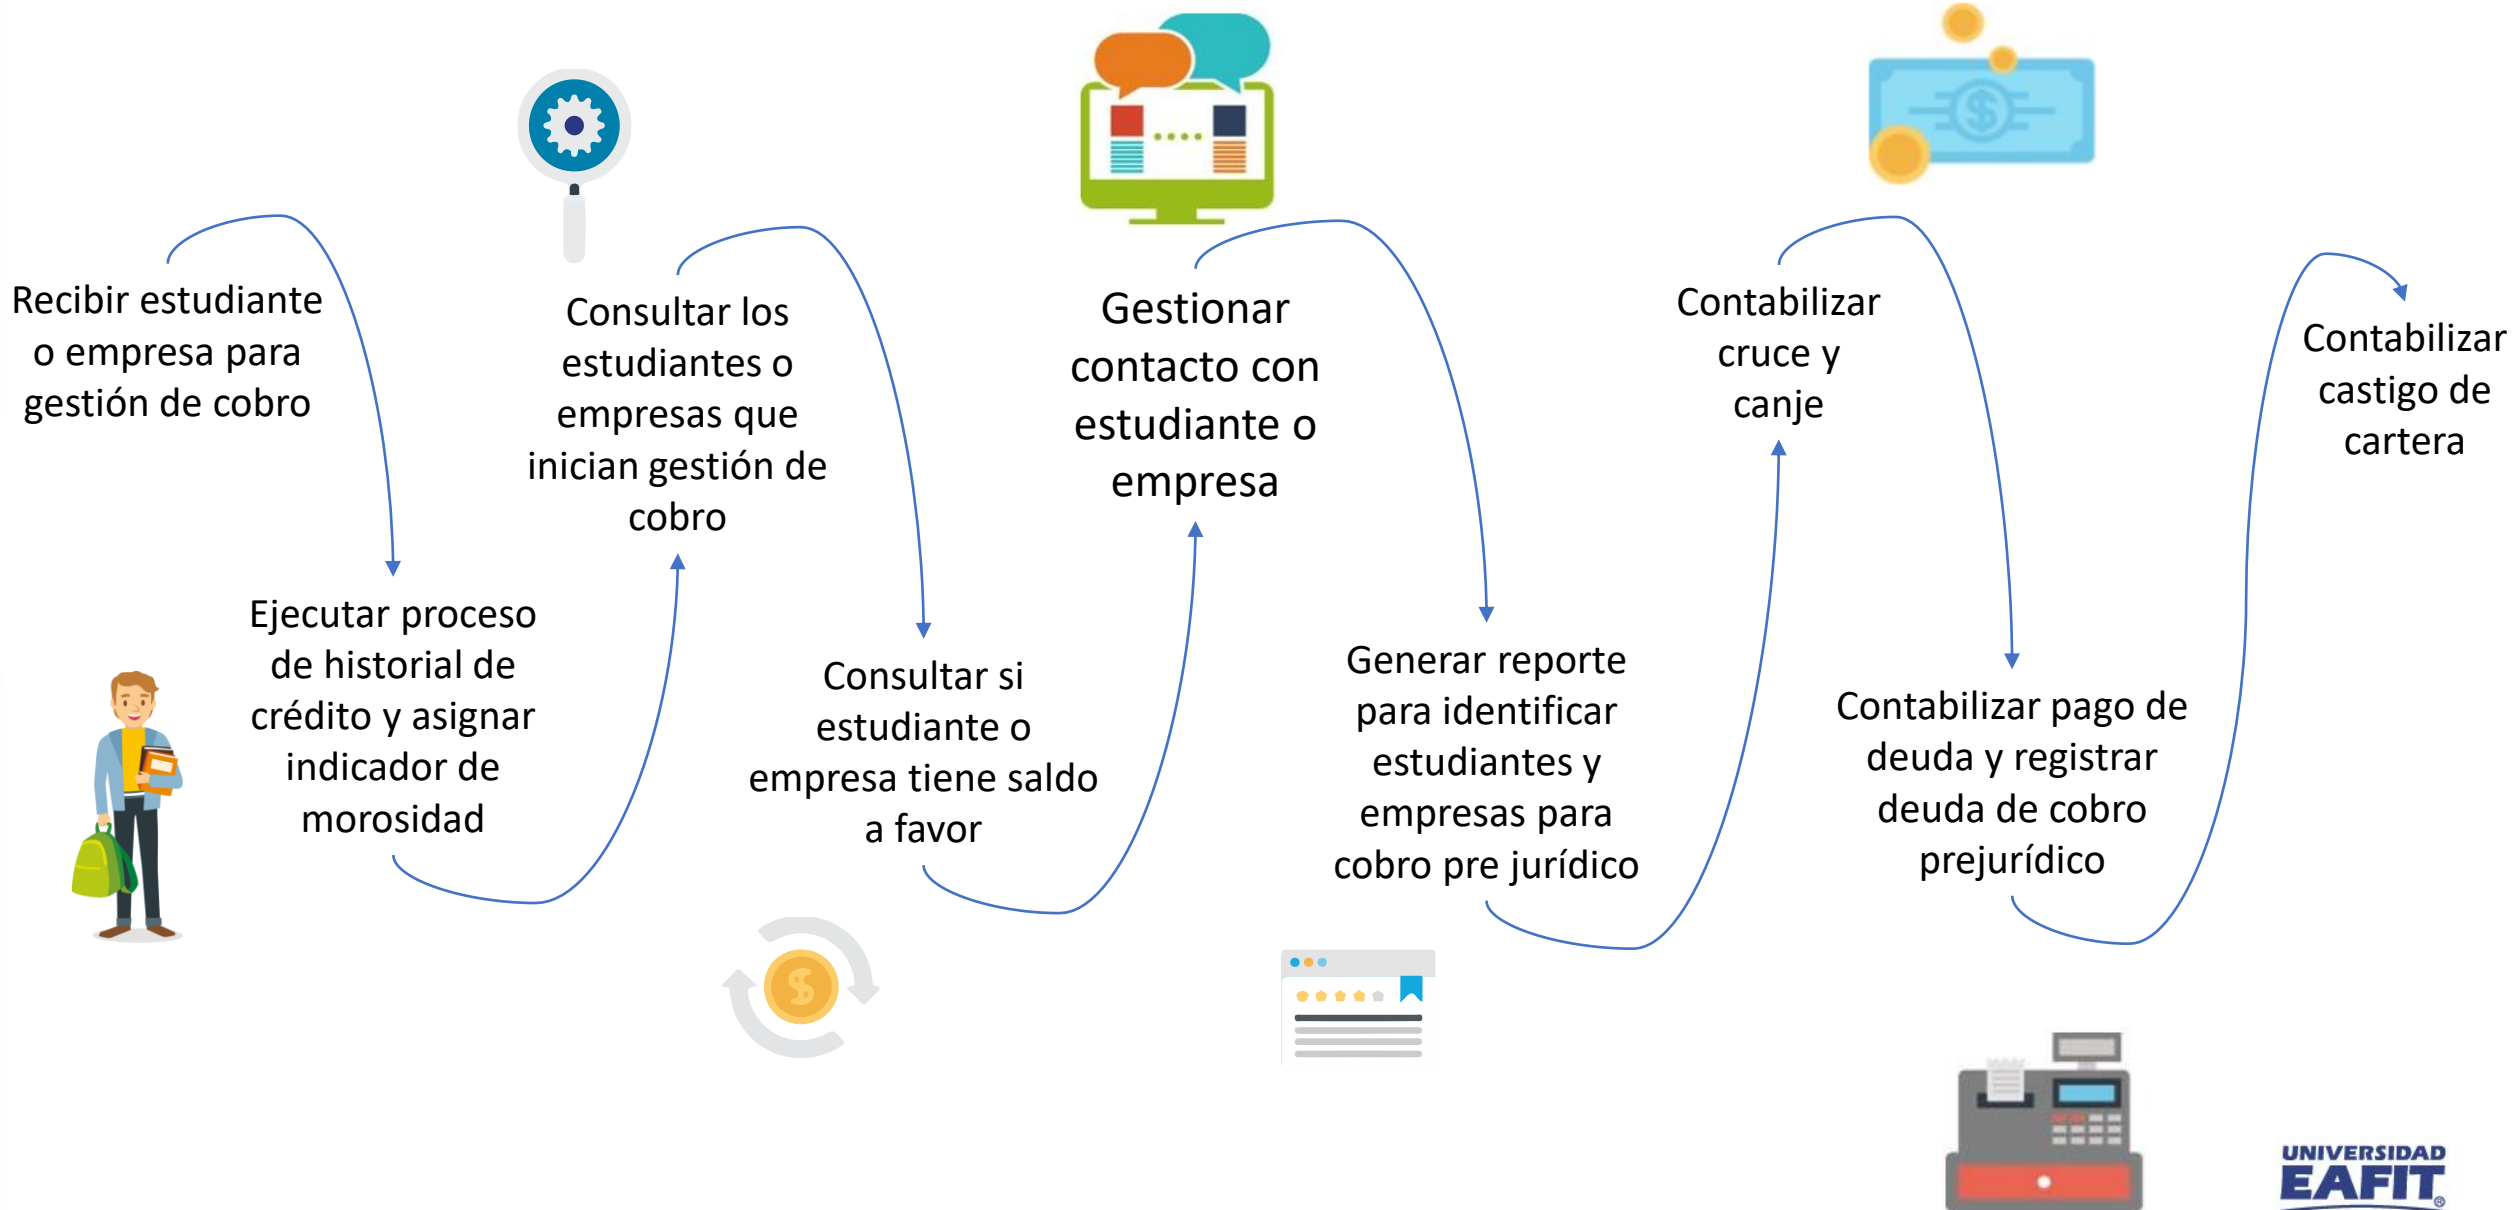 Recibir estudiante
o empresa para
gestión de cobro
Ejecutar proceso
de historial de
crédito y asignar
indicador de
morosidad
Consultar los
estudiantes o
empresas que
inician gestión de
cobro
Consultar si
estudiante o
empresa tiene saldo
a favor
Gestionar
contacto con
estudiante o
empresa
Generar reporte
para identificar
estudiantes y
empresas para
cobro pre jurídico
Contabilizar
cruce y
canje
Contabilizar pago de
deuda y registrar
deuda de cobro
prejurídico
Contabilizar
castigo de
cartera
UNIVERSIDAD
EAFIT®